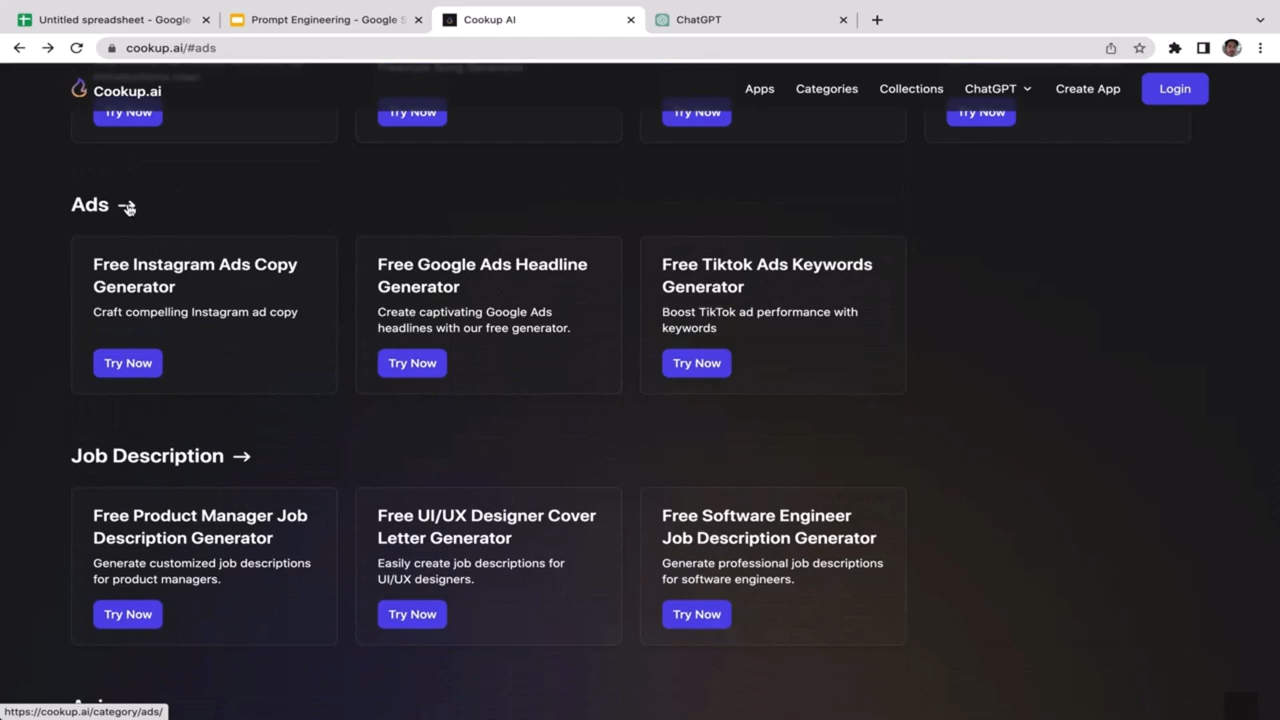 Untitled spreadsheet - Google
Prompt Engineering - Google S
Cookup AI
ChatGPT
cookup.ai/#ads
Cookup.ai
Apps
Categories
Collections
ChatGPT
Create App
Login
Try Now
Try Now
Try Now
Try Now
Ads →
Free Instagram Ads Copy
Generator
Craft compelling Instagram ad copy
Try Now
Free Google Ads Headline
Generator
Create captivating Google Ads
headlines with our free generator.
Try Now
Free Tiktok Ads Keywords
Generator
Boost TikTok ad performance with
keywords
Try Now
Job Description →
Free Product Manager Job
Description Generator
Generate customized job descriptions
for product managers.
Try Now
Free UI/UX Designer Cover
Letter Generator
Easily create job descriptions for
UI/UX designers.
Try Now
Free Software Engineer
Job Description Generator
Generate professional job descriptions
for software engineers.
Try Now
https://cookup.ai/category/ads/